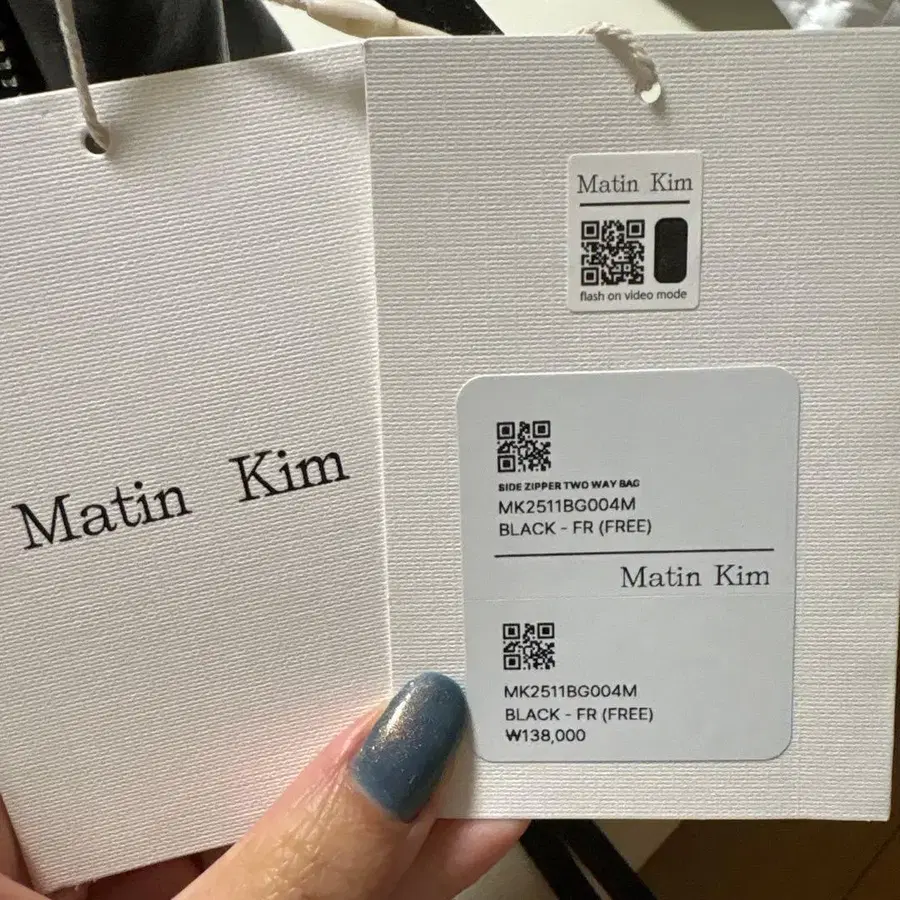 Matin Kim
Matin Kim
flash on video mode
SIDE ZIPPER TWO WAY BAG
MK2511BG004M
BLACK - FR (FREE)
Matin Kim
MK2511BG004M
BLACK - FR (FREE)
₩138,000